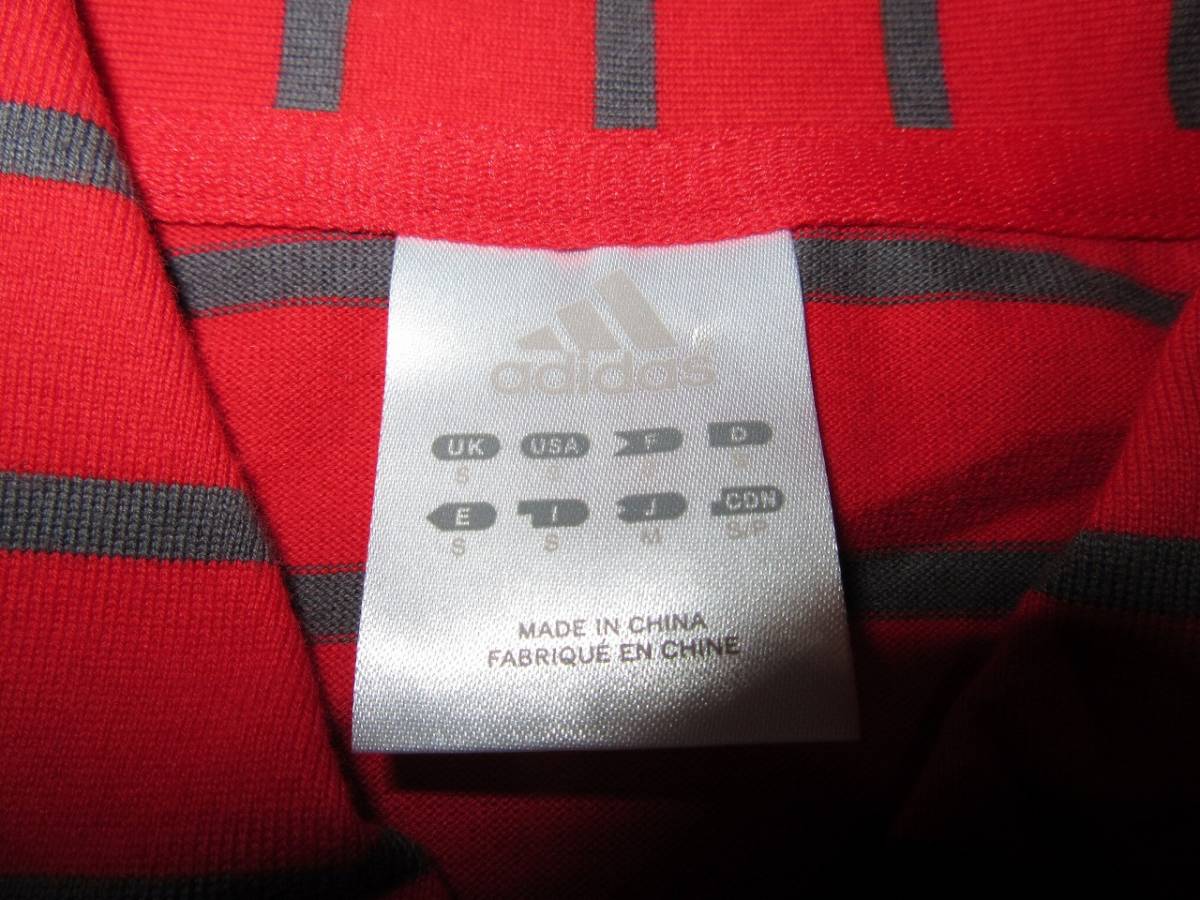 adidas
UK USA F D
S S S S
E I J CDN
S S M S/P
MADE IN CHINA
FABRIQUÉ EN CHINE